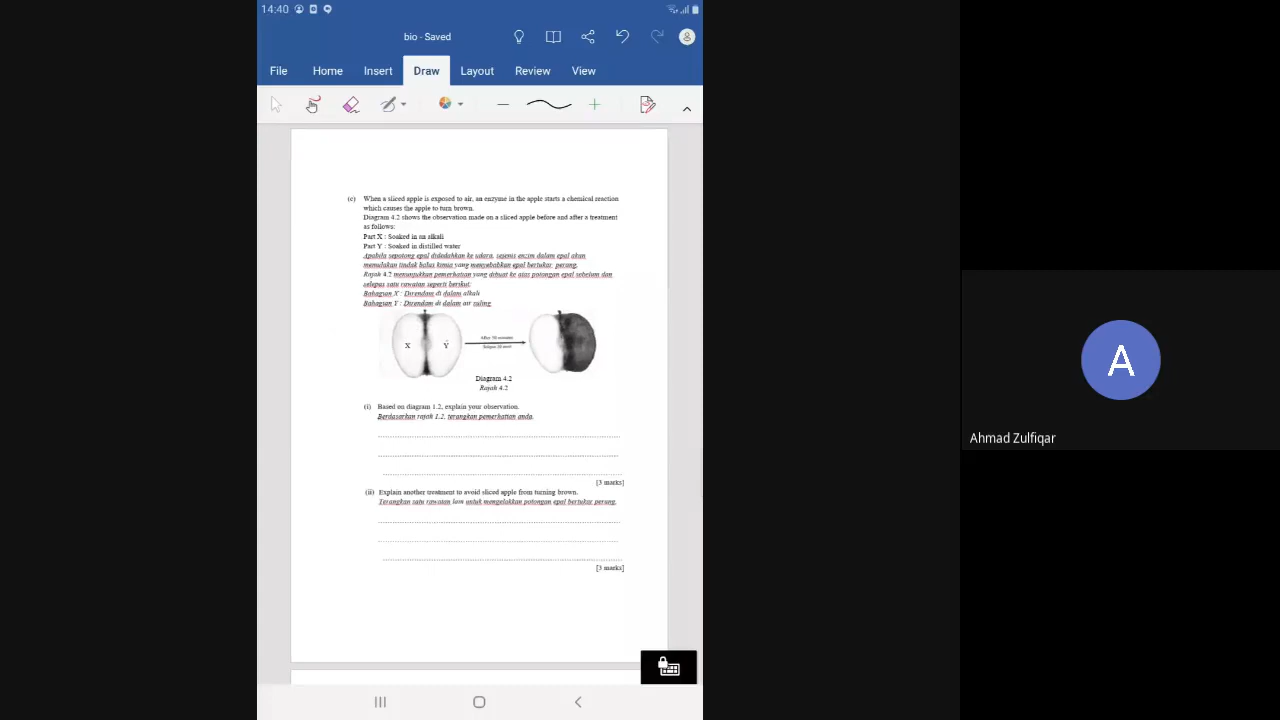 14:40
bio - Saved
File Home Insert Draw Layout Review View
(c) When a sliced apple is exposed to air, an enzyme in the apple starts a chemical reaction
which causes the apple to turn brown.
Diagram 4.2 shows the observation made on a sliced apple before and after a treatment
as follows:
Part X : Soaked in an alkali
Part Y : Soaked in distilled water
Apabila sepotong epal didedahkan ke udara, sejenis enzim dalam epal akan
memulakan tindak balas kimia yang menyebabkan epal bertukar perang.
Rajah 4.2 menunjukkan pemerhatian yang dibuat ke atas potongan epal sebelum dan
selepas satu rawatan seperti berikut:
Bahagian X : Direndam di dalam alkali
Bahagian Y : Direndam di dalam air suling
X Y
After 30 minutes
Diagram 4.2
Rajah 4.2
(i) Based on diagram 1.2, explain your observation.
Berdasarkan rajah 1.2, terangkan pemerhatian anda.
[3 marks]
(ii) Explain another treatment to avoid sliced apple from turning brown.
Terangkan satu rawatan lain untuk mengelakkan potongan epal bertukar perang.
[3 marks]
A
Ahmad Zulfiqar